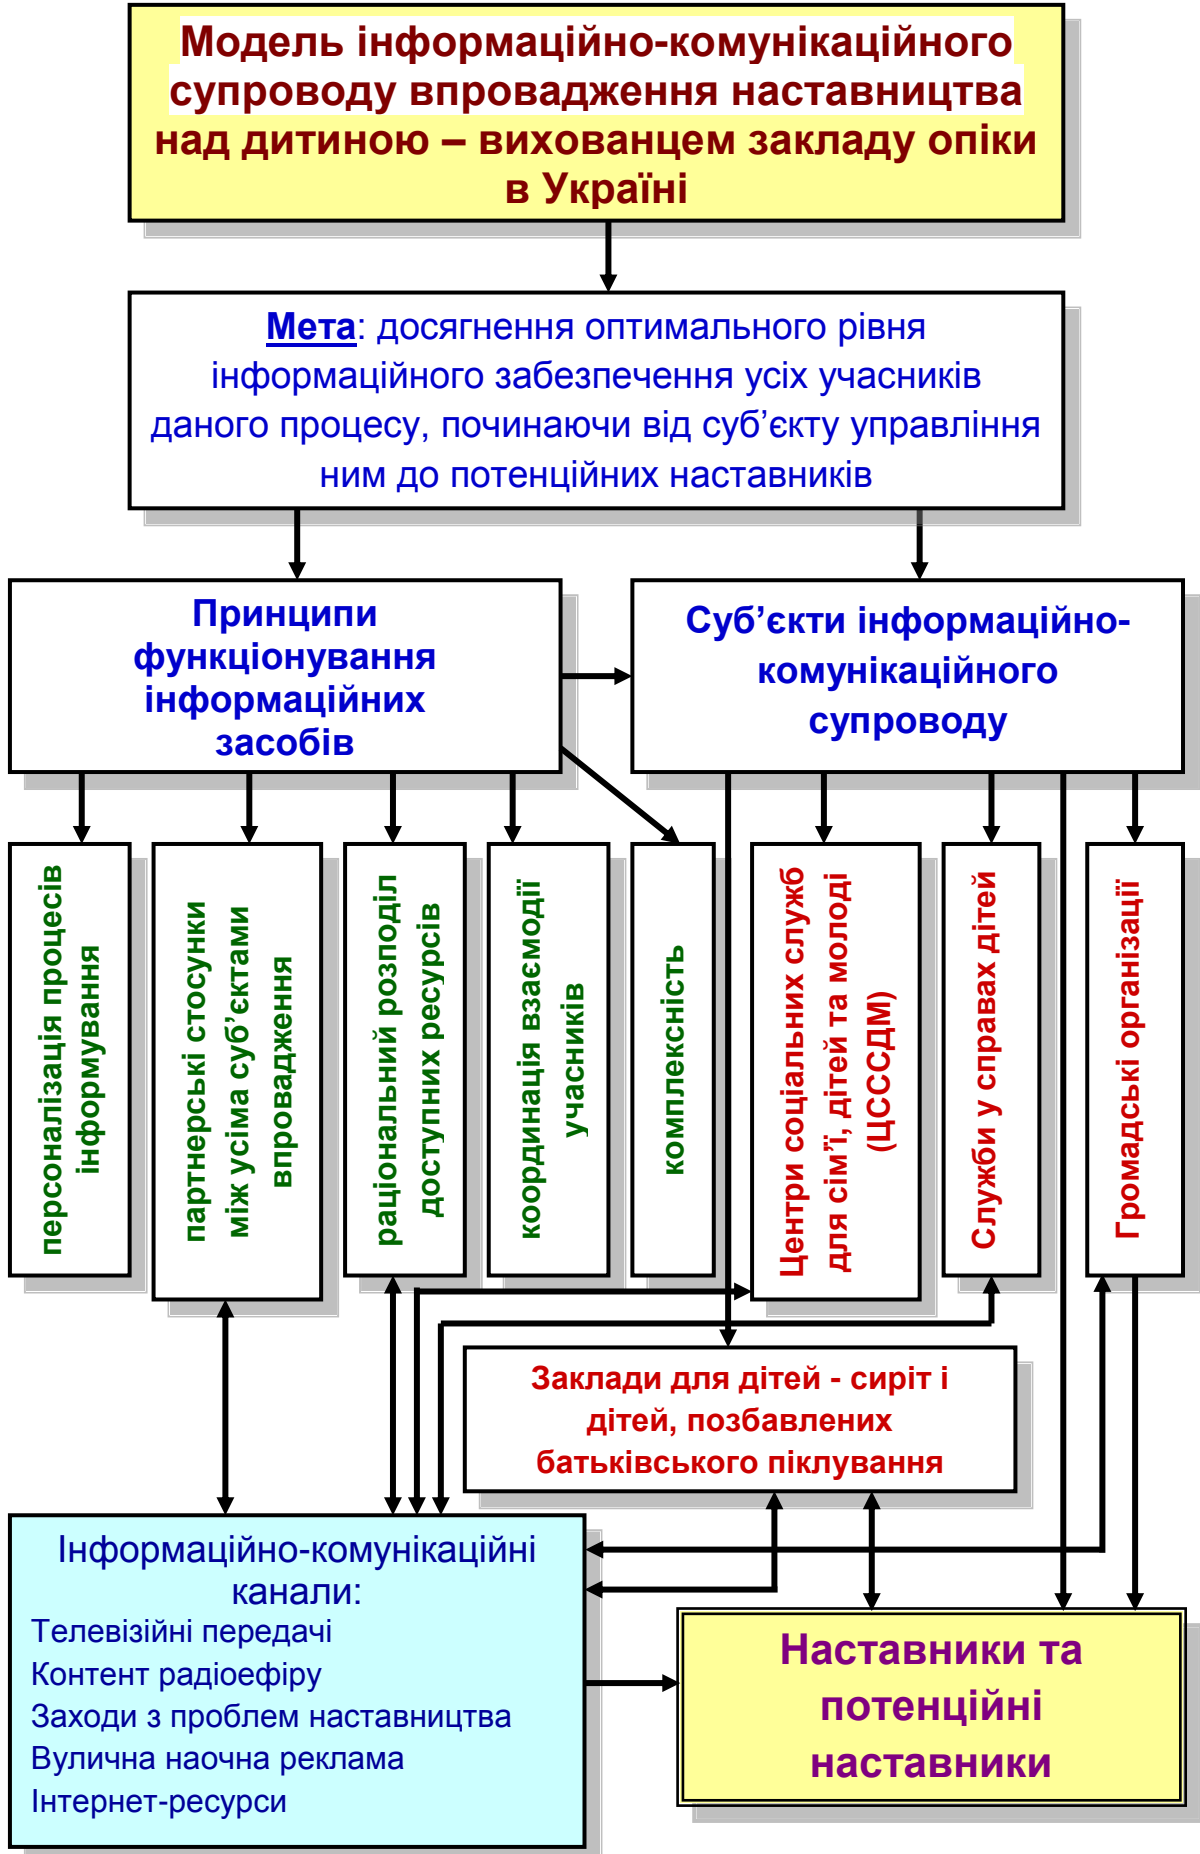 Модель інформаційно-комунікаційного
супроводу впровадження наставництва
над дитиною – вихованцем закладу опіки
в Україні
Мета: досягнення оптимального рівня
інформаційного забезпечення усіх учасників
даного процесу, починаючи від суб’єкту управління
ним до потенційних наставників
Принципи
функціонування
інформаційних
засобів
Суб’єкти інформаційно-
комунікаційного
супроводу
персоналізація процесів
інформування
партнерські стосунки
між усіма суб’єктами
впровадження
раціональний розподіл
доступних ресурсів
координація взаємодії
учасників
комплексність
Центри соціальних служб
для сім’ї, дітей та молоді
(ЦСССДМ)
Служби у справах дітей
Громадські організації
Заклади для дітей - сиріт і
дітей, позбавлених
батьківського піклування
Інформаційно-комунікаційні
канали:
Телевізійні передачі
Контент радіоефіру
Заходи з проблем наставництва
Вулична наочна реклама
Інтернет-ресурси
Наставники та
потенційні
наставники